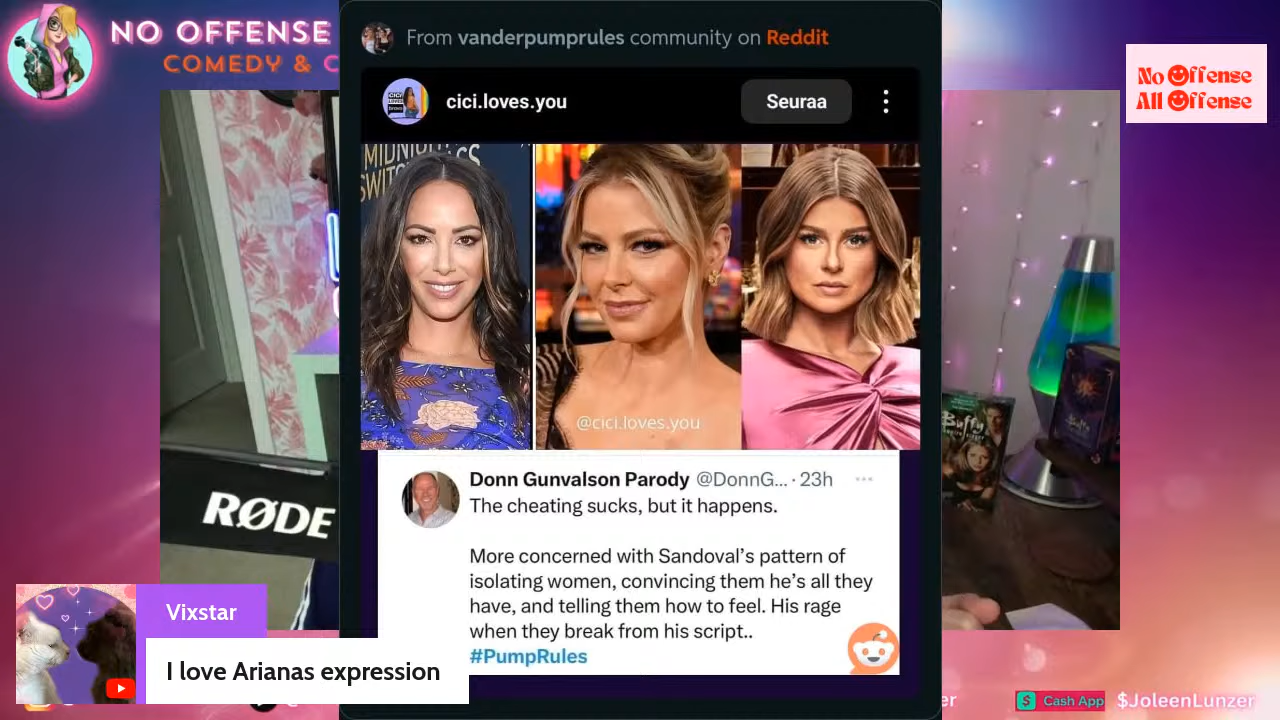 NO OFFENSE
COMEDY & C
From vanderpumprules community on Reddit
No Offense
All Offense
cici.loves.you
Seuraa
MIDNIGHT
SWITC
@cici.loves.you
Buffy
RØDE
Donn Gunvalson Parody @DonnG... · 23h
The cheating sucks, but it happens.
More concerned with Sandoval's pattern of
isolating women, convincing them he's all they
have, and telling them how to feel. His rage
when they break from his script..
#PumpRules
Vixstar
I love Arianas expression
er
$ Cash App $JoleenLunzer